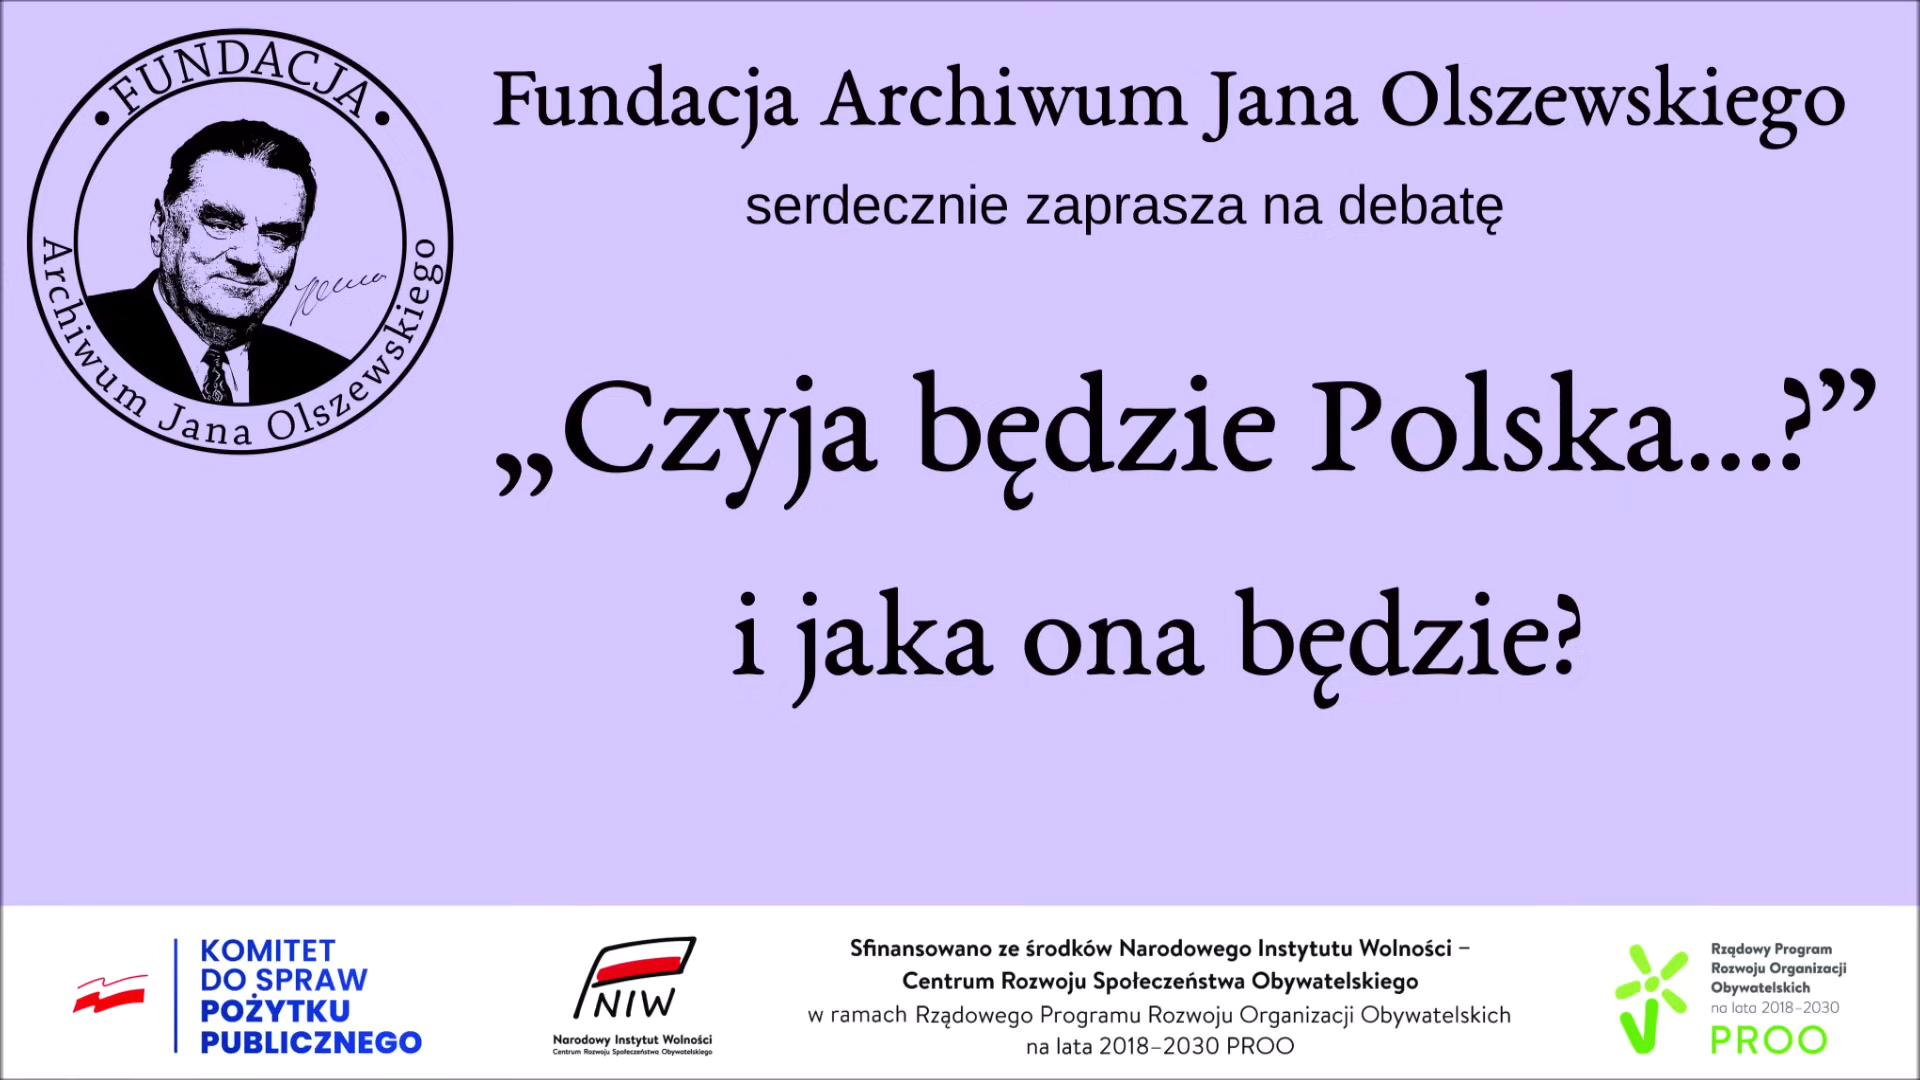 • FUNDACJA •
Archiwum Jana Olszewskiego
Fundacja Archiwum Jana Olszewskiego
serdecznie zaprasza na debatę
„Czyja będzie Polska...?”
i jaka ona będzie?
KOMITET
DO SPRAW
POŻYTKU
PUBLICZNEGO
NIW
Narodowy Instytut Wolności
Centrum Rozwoju Społeczeństwa Obywatelskiego
Sfinansowano ze środków Narodowego Instytutu Wolności –
Centrum Rozwoju Społeczeństwa Obywatelskiego
w ramach Rządowego Programu Rozwoju Organizacji Obywatelskich
na lata 2018–2030 PROO
Rządowy Program
Rozwoju Organizacji
Obywatelskich
na lata 2018–2030
PROO